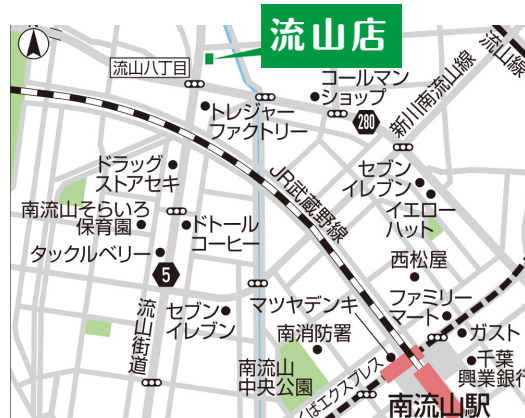 流山店
流山八丁目
コールマン
ショップ
流山線
トレジャー
ファクトリー
280
新川南流山線
ドラッグ
ストアセキ
JR武蔵野線
セブン
イレブン
イエロー
ハット
南流山そらいろ
保育園
ドトール
コーヒー
タックルベリー
西松屋
5
流山街道
セブン
イレブン
マツヤデンキ
ファミリー
マート
南消防署
ガスト
南流山
中央公園
くばエクスプレス
千葉
興業銀行
南流山駅